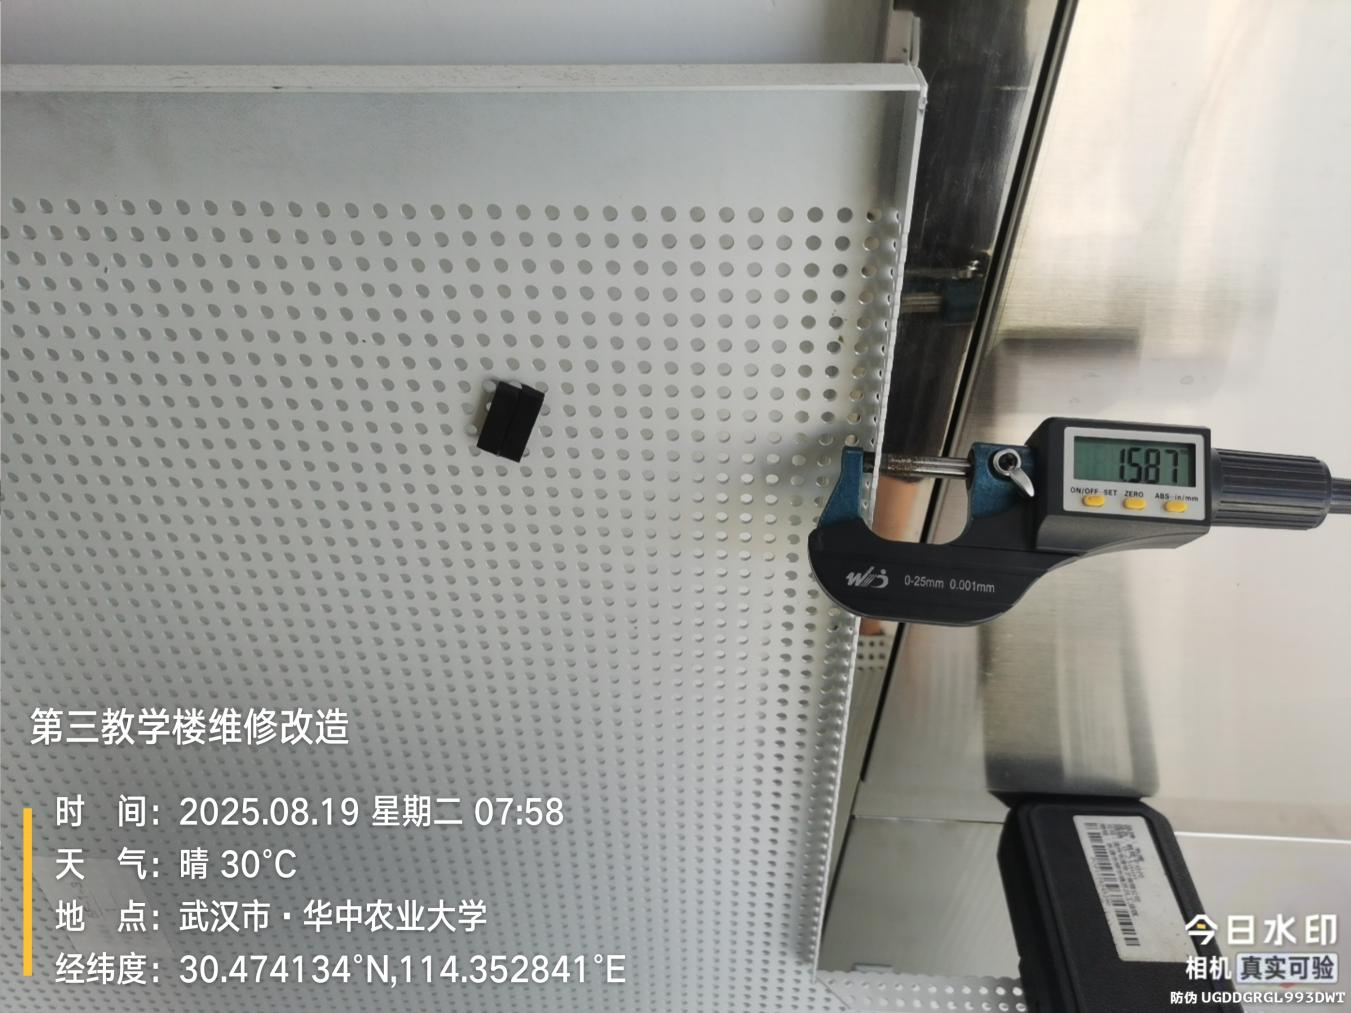 1.587
ON/OFF SET ZERO ABS in/mm
0-25mm 0.001mm
第三教学楼维修改造
时 间：2025.08.19 星期二 07:58
天 气：晴 30°C
地 点：武汉市·华中农业大学
经纬度：30.474134°N,114.352841°E
今日水印
相机 真实可验
防伪 UGDDGRGL993DWT